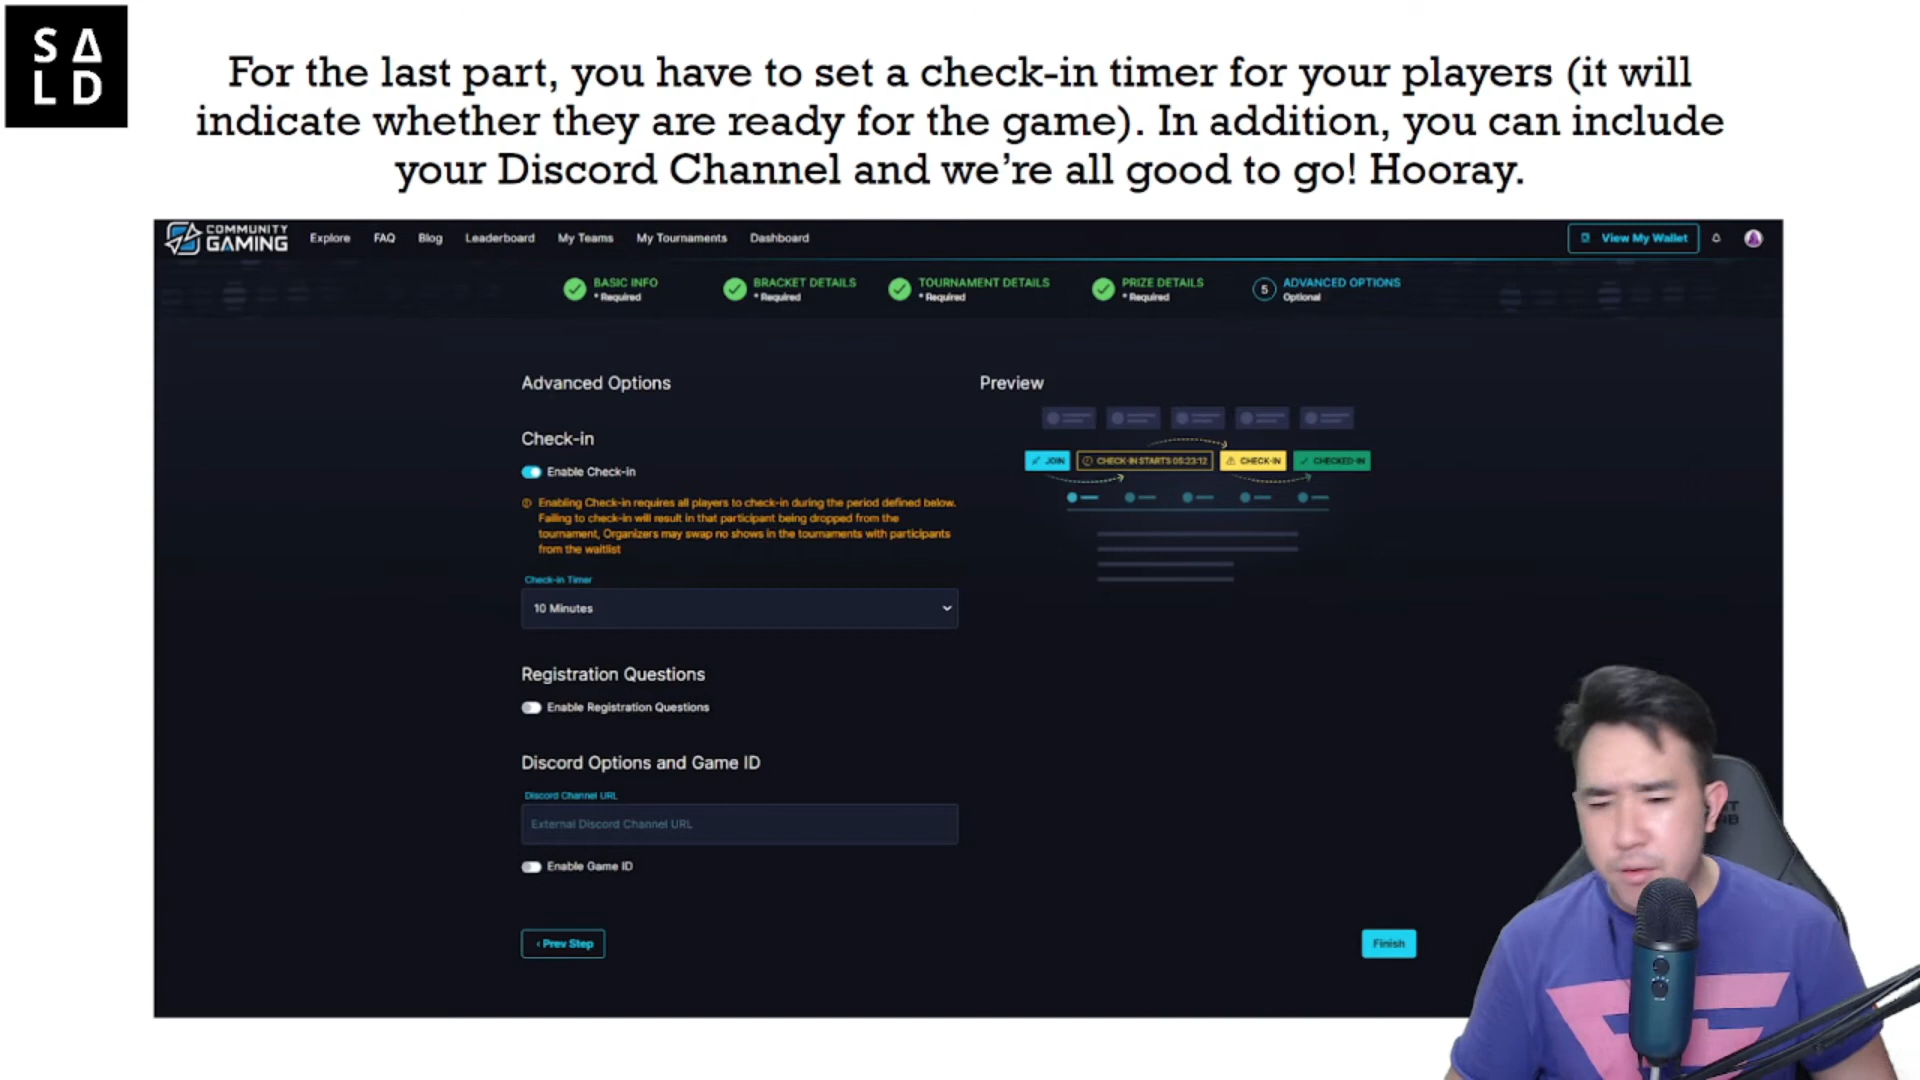 S A
L D
For the last part, you have to set a check-in timer for your players (it will
indicate whether they are ready for the game). In addition, you can include
your Discord Channel and we’re all good to go! Hooray.
COMMUNITY
GAMING
Explore FAQ Blog Leaderboard My Teams My Tournaments Dashboard
View My Wallet
BASIC INFO
* Required
BRACKET DETAILS
* Required
TOURNAMENT DETAILS
* Required
PRIZE DETAILS
* Required
5 ADVANCED OPTIONS
Optional
Advanced Options
Check-in
Enable Check-in
Enabling Check-in requires all players to check-in during the period defined below.
Failing to check-in will result in that participant being dropped from the
tournament, Organizers may swap no shows in the tournaments with participants
from the waitlist
Check-in Timer
10 Minutes
Registration Questions
Enable Registration Questions
Discord Options and Game ID
Discord Channel URL
External Discord Channel URL
Enable Game ID
‹ Prev Step
Preview
JOIN
CHECK-IN STARTS 05:23:12
CHECK-IN
CHECKED-IN
Finish